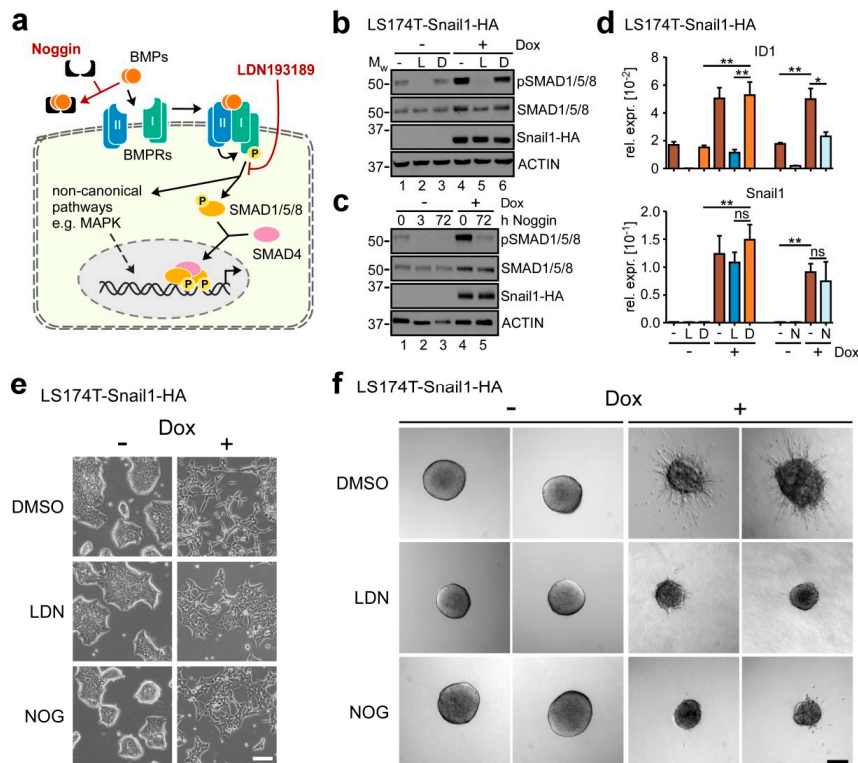 a
Noggin
BMPs
LDN193189
II
I
II
I
P
BMPRs
non-canonical
pathways
e.g. MAPK
P
SMAD1/5/8
SMAD4
P
P
b
LS174T-Snail1-HA
- + Dox
Mw - L D - L D
50- pSMAD1/5/8
50- SMAD1/5/8
37-
Snail1-HA
37- ACTIN
1 2 3 4 5 6
c
- + Dox
0 3 72 0 72 h Noggin
50- pSMAD1/5/8
50- SMAD1/5/8
37-
Snail1-HA
37- ACTIN
1 2 3 4 5
d
LS174T-Snail1-HA
ID1
rel. expr. [10-2]
6
4
2
0
**
**
**
*
Snail1
rel. expr. [10-1]
2.0
1.5
1.0
0.5
0.0
**
ns
**
ns
- L D - L D - N - N
- + - + Dox
e
LS174T-Snail1-HA
Dox
- +
DMSO
LDN
NOG
f
LS174T-Snail1-HA
- Dox +
DMSO
LDN
NOG